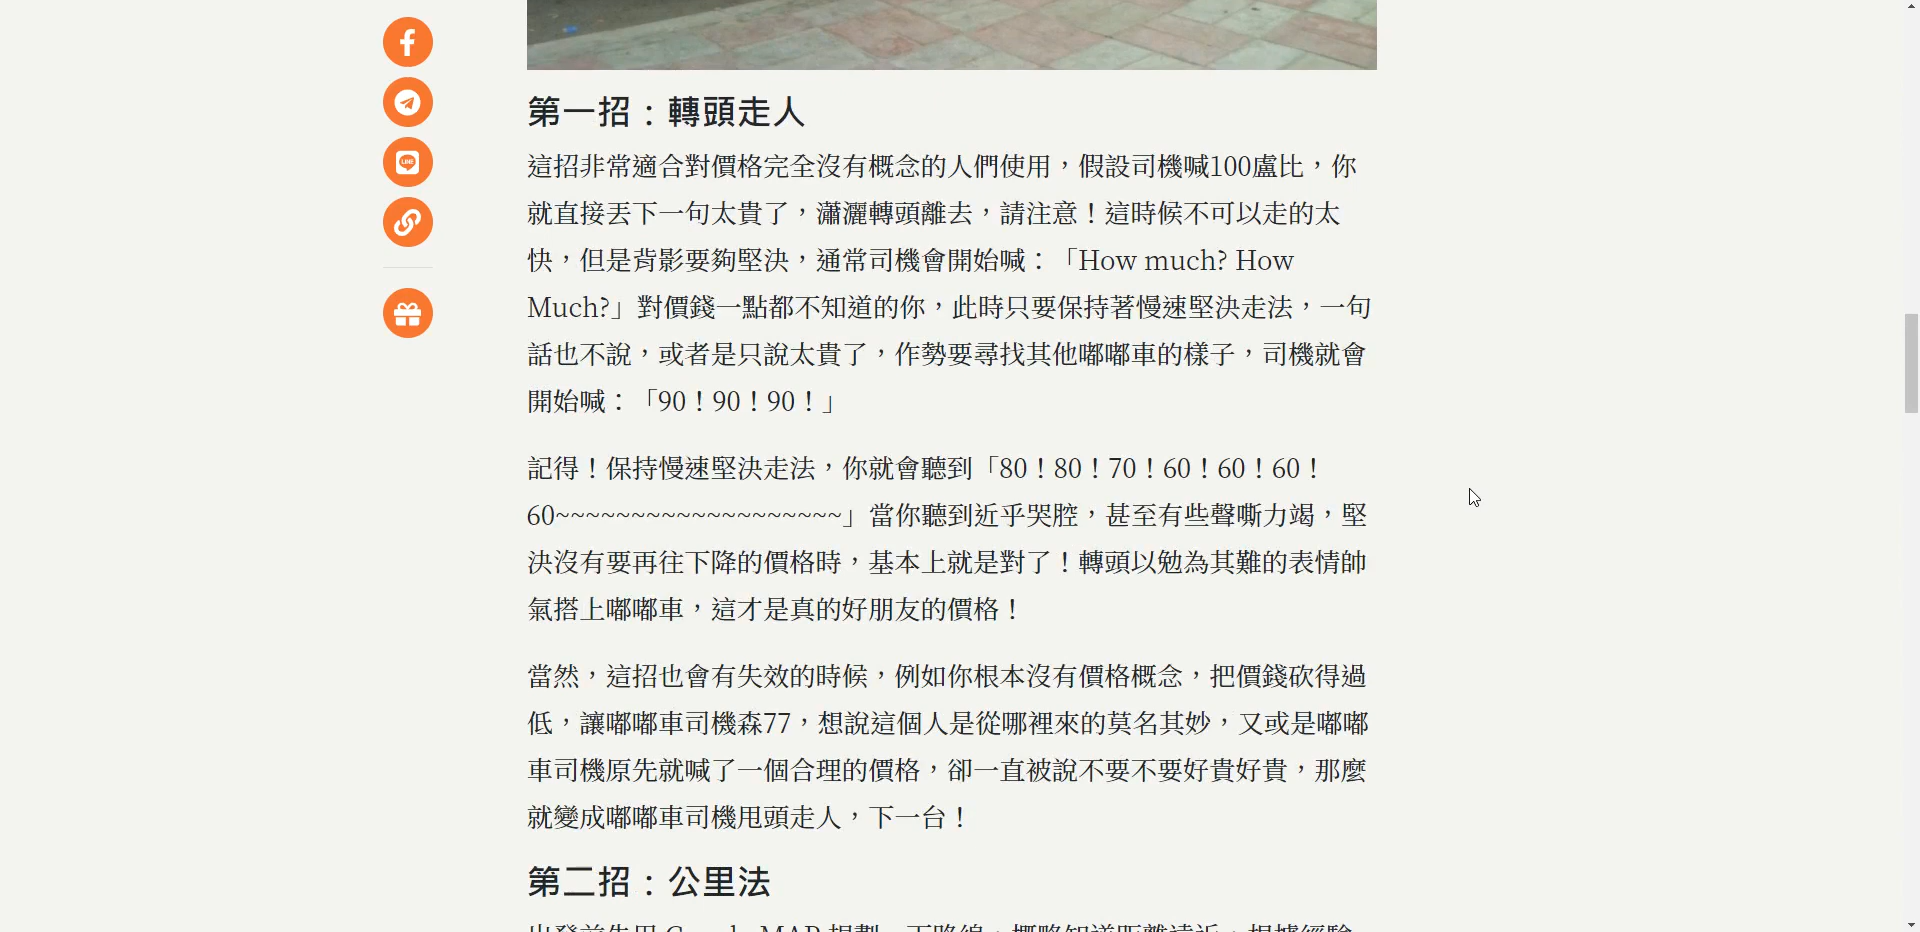 第一招：轉頭走人
這招非常適合對價格完全沒有概念的人們使用，假設司機喊100盧比，你
就直接丟下一句太貴了，瀟灑轉頭離去，請注意！這時候不可以走的太
快，但是背影要夠堅決，通常司機會開始喊：「How much? How
Much?」對價錢一點都不知道的你，此時只要保持著慢速堅決走法，一句
話也不說，或者是只說太貴了，作勢要尋找其他嘟嘟車的樣子，司機就會
開始喊：「90！90！90！」
記得！保持慢速堅決走法，你就會聽到「80！80！70！60！60！60！
60~~~~~~~~~~~~~~~~~~~」當你聽到近乎哭腔，甚至有些聲嘶力竭，堅
決沒有要再往下降的價格時，基本上就是對了！轉頭以勉為其難的表情帥
氣搭上嘟嘟車，這才是真的好朋友的價格！
當然，這招也會有失效的時候，例如你根本沒有價格概念，把價錢砍得過
低，讓嘟嘟車司機森77，想說這個人是從哪裡來的莫名其妙，又或是嘟嘟
車司機原先就喊了一個合理的價格，卻一直被說不要不要好貴好貴，那麼
就變成嘟嘟車司機甩頭走人，下一台！
第二招：公里法